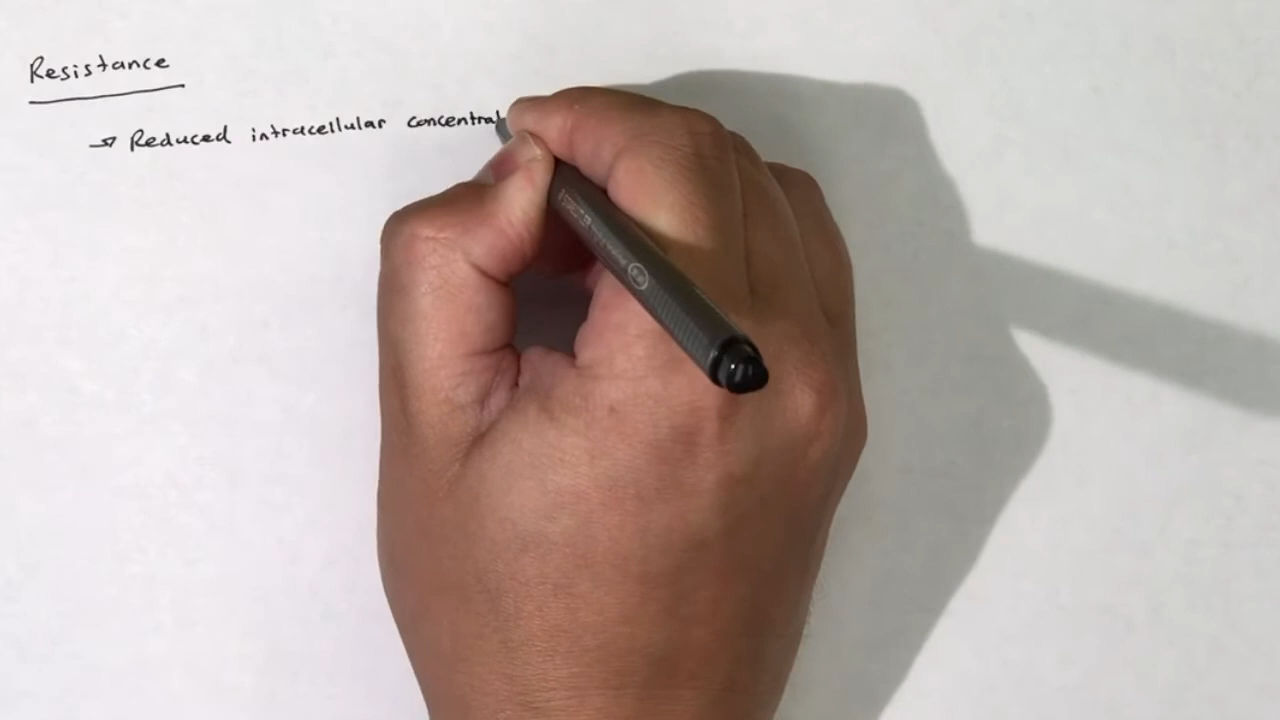 Resistance
→ Reduced intracellular concentrat